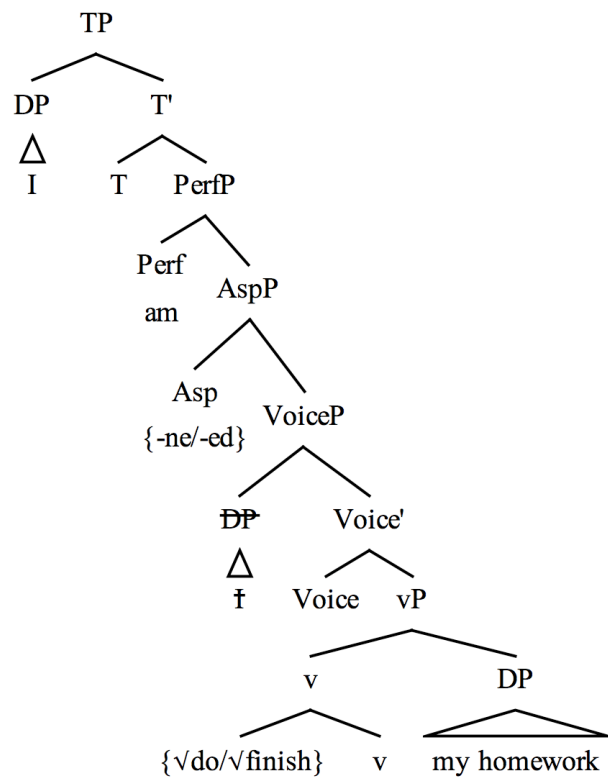 TP
DP T'
I T PerfP
Perf AspP
am
Asp VoiceP
{-ne/-ed}
DP Voice'
I Voice vP
v DP
{√do/√finish} v my homework